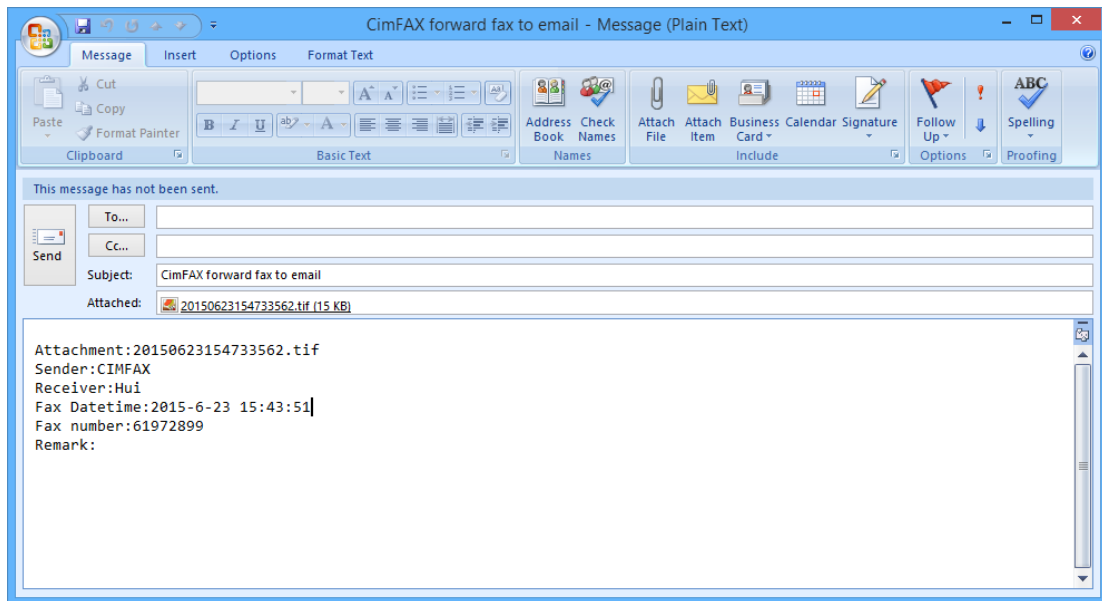 CimFAX forward fax to email - Message (Plain Text)
Message Insert Options Format Text
Paste
Cut
Copy
Format Painter
Clipboard
B I U
Basic Text
Address Book
Check Names
Names
Attach File
Attach Item
Business Card
Calendar
Signature
Include
Follow Up
Options
ABC
Spelling
Proofing
This message has not been sent.
Send
To...
Cc...
Subject: CimFAX forward fax to email
Attached: 20150623154733562.tif (15 KB)
Attachment:20150623154733562.tif
Sender:CIMFAX
Receiver:Hui
Fax Datetime:2015-6-23 15:43:51
Fax number:61972899
Remark: